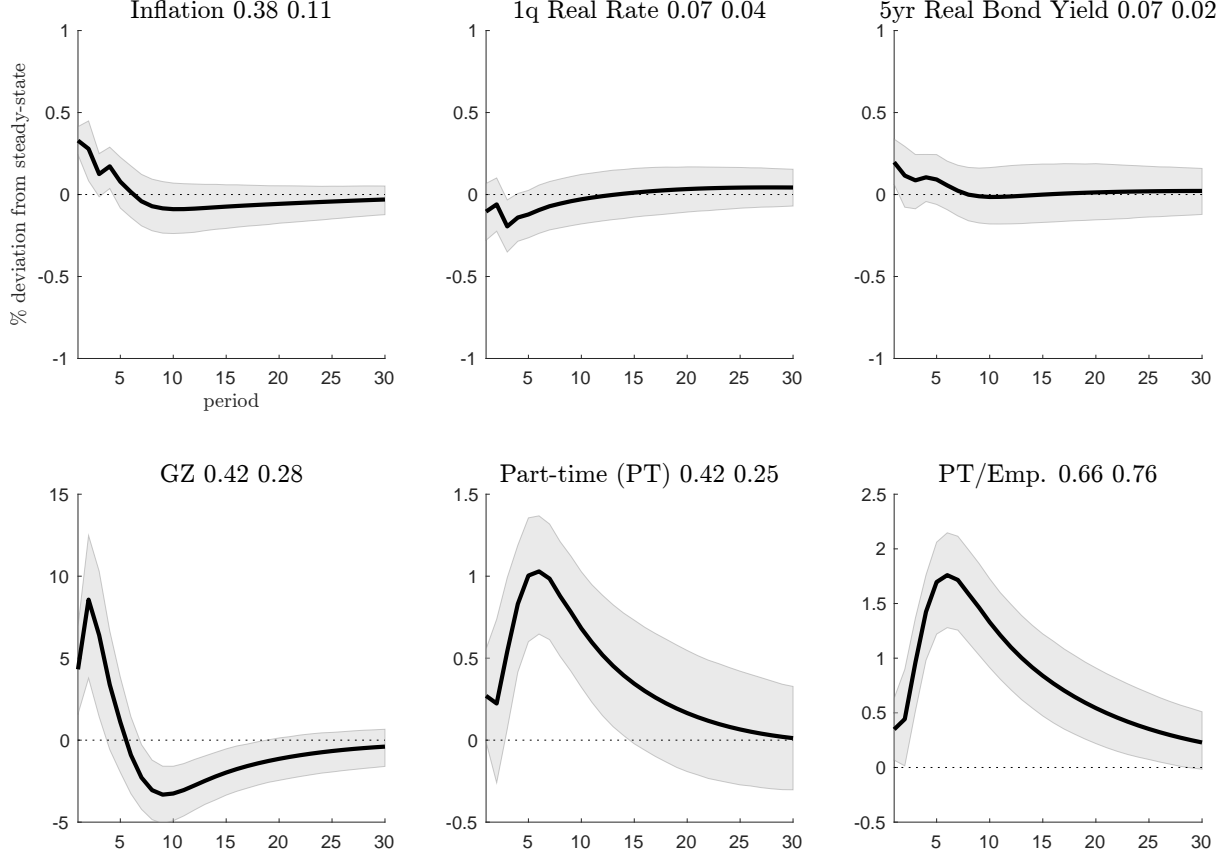 Inflation 0.38 0.11
1q Real Rate 0.07 0.04
5yr Real Bond Yield 0.07 0.02
% deviation from steady-state
1
0.5
0
-0.5
-1
5 10 15 20 25 30
period
1
0.5
0
-0.5
-1
5 10 15 20 25 30
1
0.5
0
-0.5
-1
5 10 15 20 25 30
GZ 0.42 0.28
Part-time (PT) 0.42 0.25
PT/Emp. 0.66 0.76
15
10
5
0
-5
5 10 15 20 25 30
1.5
1
0.5
0
-0.5
5 10 15 20 25 30
2.5
2
1.5
1
0.5
0
-0.5
5 10 15 20 25 30